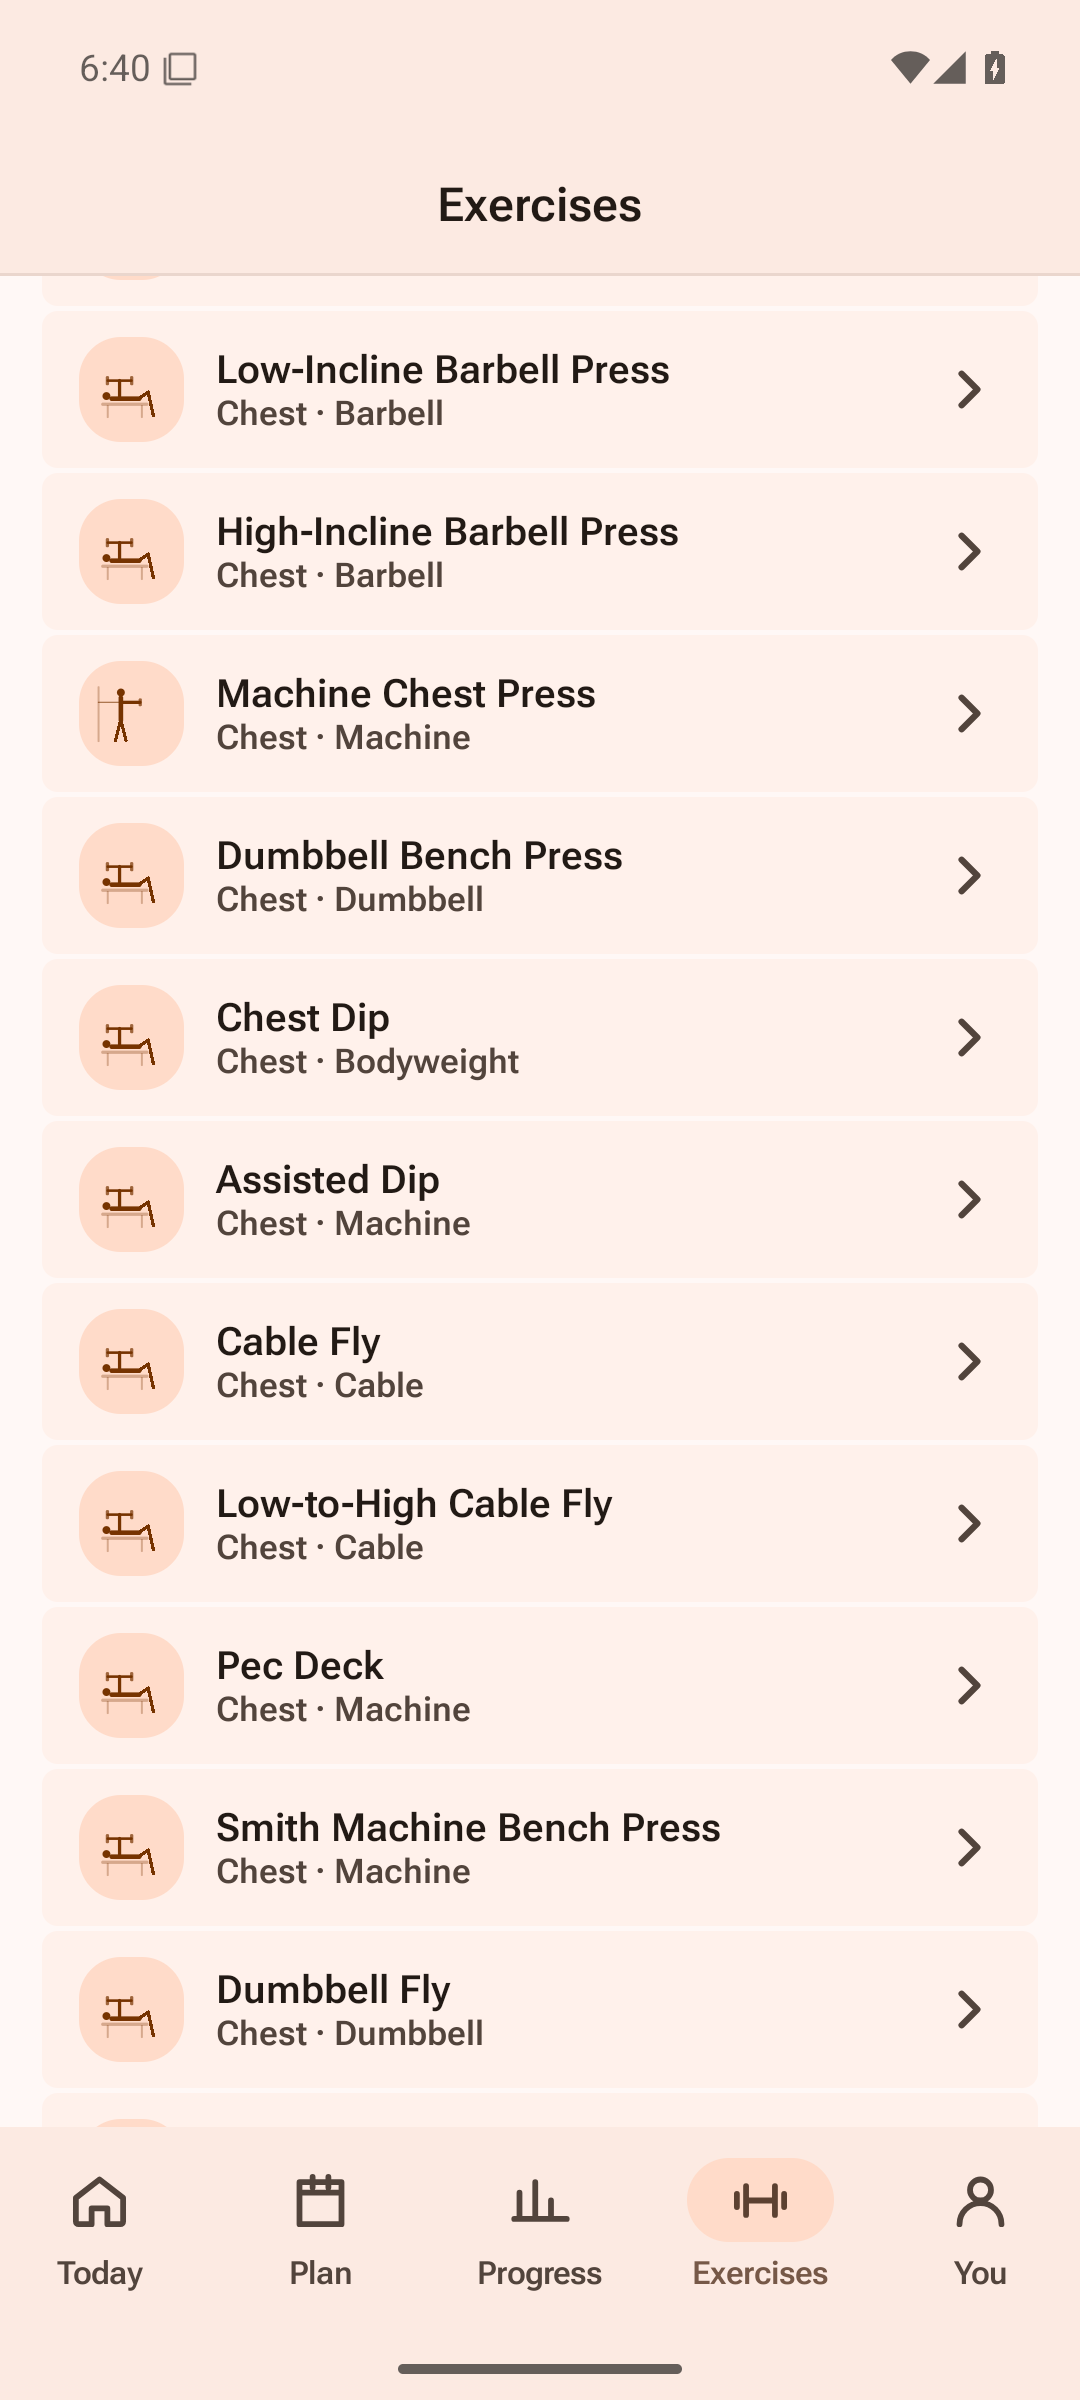 6:40
Exercises
Low-Incline Barbell Press
Chest · Barbell
High-Incline Barbell Press
Chest · Barbell
Machine Chest Press
Chest · Machine
Dumbbell Bench Press
Chest · Dumbbell
Chest Dip
Chest · Bodyweight
Assisted Dip
Chest · Machine
Cable Fly
Chest · Cable
Low-to-High Cable Fly
Chest · Cable
Pec Deck
Chest · Machine
Smith Machine Bench Press
Chest · Machine
Dumbbell Fly
Chest · Dumbbell
Today
Plan
Progress
Exercises
You